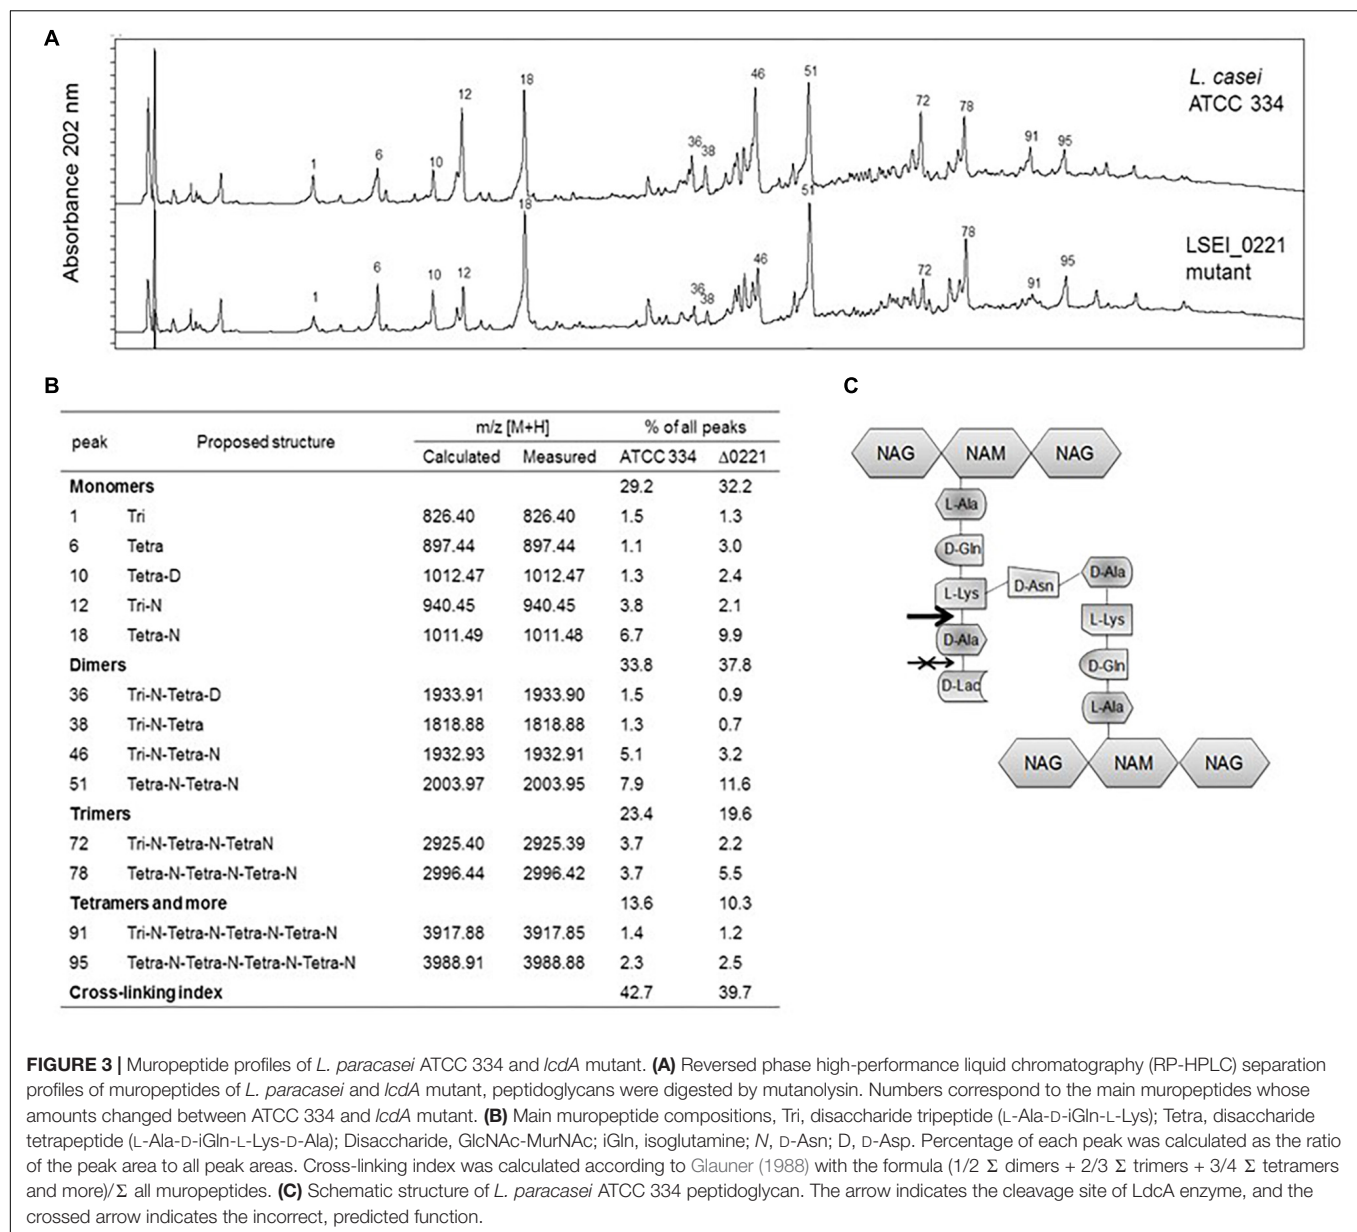 A
Absorbance 202 nm
L. casei
ATCC 334
1
6
10
12
18
36
38
46
51
72
78
91
95
LSEI_0221
mutant
1
6
10
12
18
36
38
46
51
72
78
91
95
B
peak Proposed structure m/z [M+H] % of all peaks
Calculated Measured ATCC 334 Δ0221
Monomers 29.2 32.2
1 Tri 826.40 826.40 1.5 1.3
6 Tetra 897.44 897.44 1.1 3.0
10 Tetra-D 1012.47 1012.47 1.3 2.4
12 Tri-N 940.45 940.45 3.8 2.1
18 Tetra-N 1011.49 1011.48 6.7 9.9
Dimers 33.8 37.8
36 Tri-N-Tetra-D 1933.91 1933.90 1.5 0.9
38 Tri-N-Tetra 1818.88 1818.88 1.3 0.7
46 Tri-N-Tetra-N 1932.93 1932.91 5.1 3.2
51 Tetra-N-Tetra-N 2003.97 2003.95 7.9 11.6
Trimers 23.4 19.6
72 Tri-N-Tetra-N-TetraN 2925.40 2925.39 3.7 2.2
78 Tetra-N-Tetra-N-Tetra-N 2996.44 2996.42 3.7 5.5
Tetramers and more 13.6 10.3
91 Tri-N-Tetra-N-Tetra-N-Tetra-N 3917.88 3917.85 1.4 1.2
95 Tetra-N-Tetra-N-Tetra-N-Tetra-N 3988.91 3988.88 2.3 2.5
Cross-linking index 42.7 39.7
C
NAG NAM NAG
L-Ala
D-Gln
L-Lys D-Asn D-Ala
D-Ala L-Lys
D-Lac D-Gln
L-Ala
NAG NAM NAG
FIGURE 3 | Muropeptide profiles of L. paracasei ATCC 334 and lcdA mutant. (A) Reversed phase high-performance liquid chromatography (RP-HPLC) separation
profiles of muropeptides of L. paracasei and lcdA mutant, peptidoglycans were digested by mutanolysin. Numbers correspond to the main muropeptides whose
amounts changed between ATCC 334 and lcdA mutant. (B) Main muropeptide compositions, Tri, disaccharide tripeptide (L-Ala-D-iGln-L-Lys); Tetra, disaccharide
tetrapeptide (L-Ala-D-iGln-L-Lys-D-Ala); Disaccharide, GlcNAc-MurNAc; iGln, isoglutamine; N, D-Asn; D, D-Asp. Percentage of each peak was calculated as the ratio
of the peak area to all peak areas. Cross-linking index was calculated according to Glauner (1988) with the formula (1/2 Σ dimers + 2/3 Σ trimers + 3/4 Σ tetramers
and more)/Σ all muropeptides. (C) Schematic structure of L. paracasei ATCC 334 peptidoglycan. The arrow indicates the cleavage site of LdcA enzyme, and the
crossed arrow indicates the incorrect, predicted function.